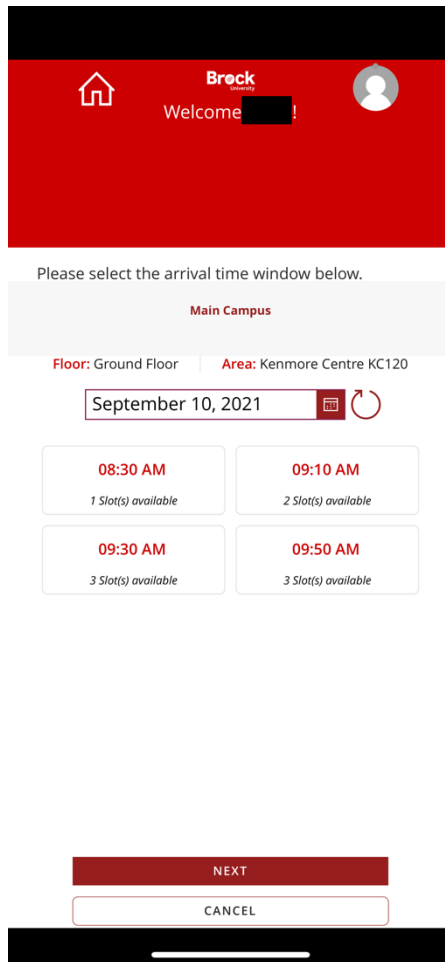 Brock
University
Welcome !
Please select the arrival time window below.
Main Campus
Floor: Ground Floor Area: Kenmore Centre KC120
September 10, 2021
08:30 AM 09:10 AM
1 Slot(s) available 2 Slot(s) available
09:30 AM 09:50 AM
3 Slot(s) available 3 Slot(s) available
NEXT
CANCEL